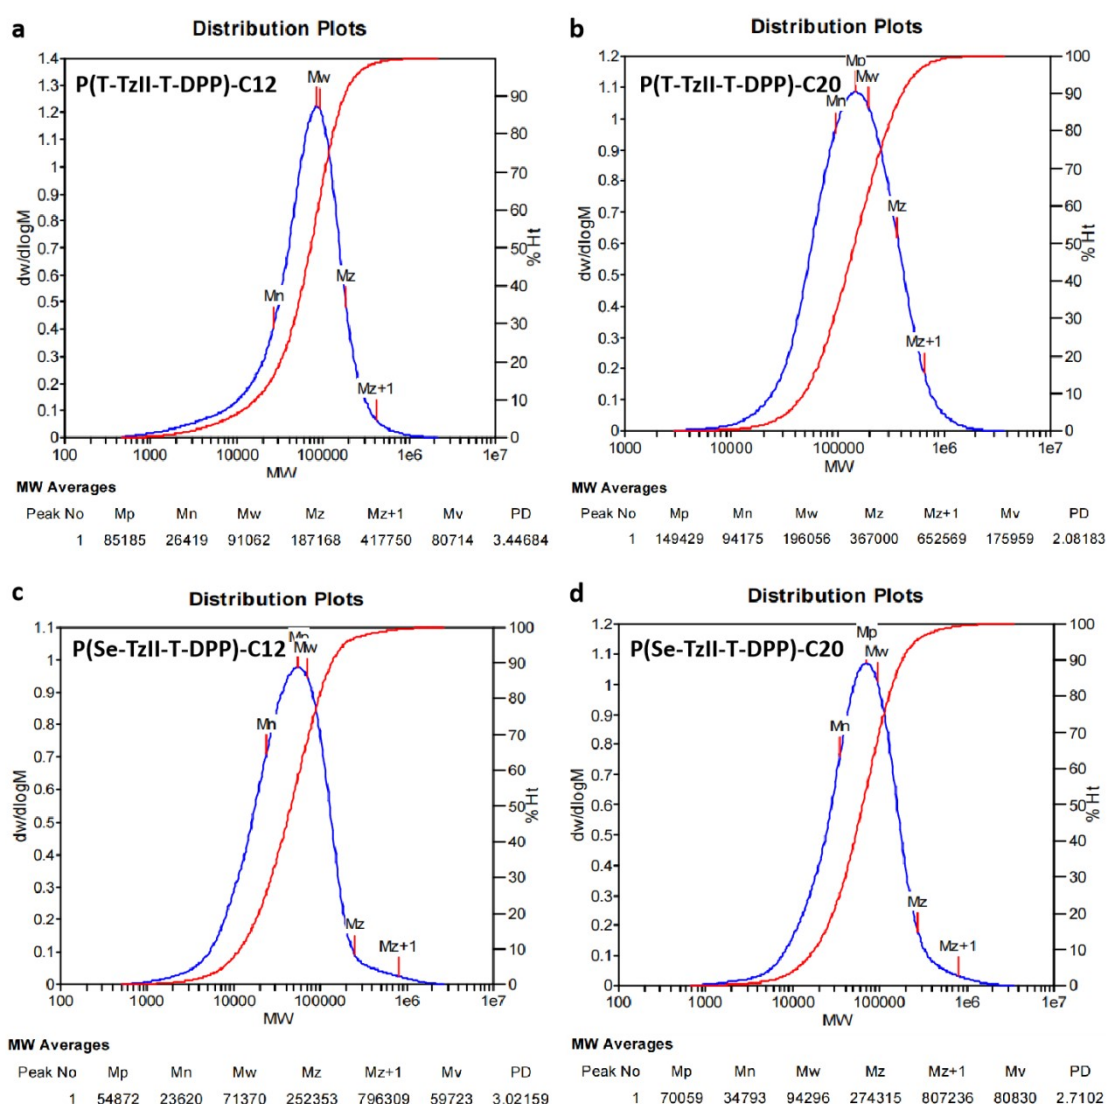 a
Distribution Plots
P(T-TzII-T-DPP)-C12
1.4
1.3
1.2
1.1
1
0.9
0.8
0.7
0.6
0.5
0.4
0.3
0.2
0.1
0
dw/dlogM
Mw
Mn
Mz
Mz+1
90
80
70
60
50
40
30
20
10
0
% Ht
100 1000 10000 100000 1e6 1e7
MW
MW Averages
Peak No Mp Mn Mw Mz Mz+1 Mv PD
1 85185 26419 91062 187168 417750 80714 3.44684
b
Distribution Plots
P(T-TzII-T-DPP)-C20
1.2
1.1
1
0.9
0.8
0.7
0.6
0.5
0.4
0.3
0.2
0.1
0
dw/dlogM
Mp
Mw
Mn
Mz
Mz+1
100
90
80
70
60
50
40
30
20
10
0
% Ht
1000 10000 100000 1e6 1e7
MW
MW Averages
Peak No Mp Mn Mw Mz Mz+1 Mv PD
1 149429 94175 196056 367000 652569 175959 2.08183
c
Distribution Plots
P(Se-TzII-T-DPP)-C12
1.1
1
0.9
0.8
0.7
0.6
0.5
0.4
0.3
0.2
0.1
0
dw/dlogM
Mp
Mw
Mn
Mz
Mz+1
100
90
80
70
60
50
40
30
20
10
0
% Ht
100 1000 10000 100000 1e6 1e7
MW
MW Averages
Peak No Mp Mn Mw Mz Mz+1 Mv PD
1 54872 23620 71370 252353 796309 59723 3.02159
d
Distribution Plots
P(Se-TzII-T-DPP)-C20
1.2
1.1
1
0.9
0.8
0.7
0.6
0.5
0.4
0.3
0.2
0.1
0
dw/dlogM
Mp
Mw
Mn
Mz
Mz+1
100
90
80
70
60
50
40
30
20
10
0
% Ht
100 1000 10000 100000 1e6 1e7
MW
MW Averages
Peak No Mp Mn Mw Mz Mz+1 Mv PD
1 70059 34793 94296 274315 807236 80830 2.7102